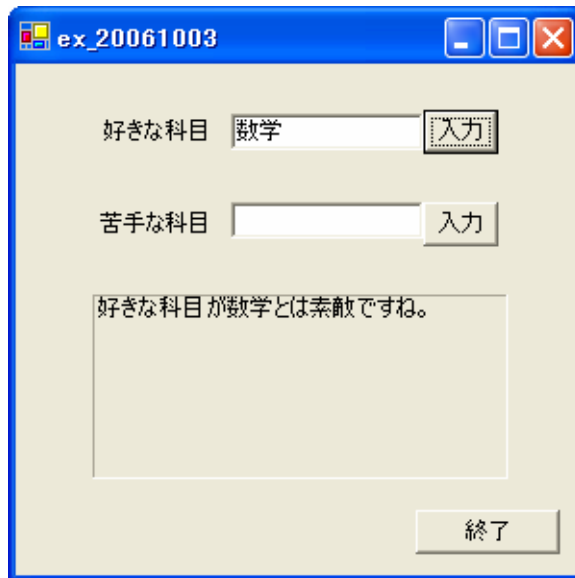 ex_20061003
好きな科目 数学 入力
苦手な科目 入力
好きな科目が数学とは素敵ですね。
終了